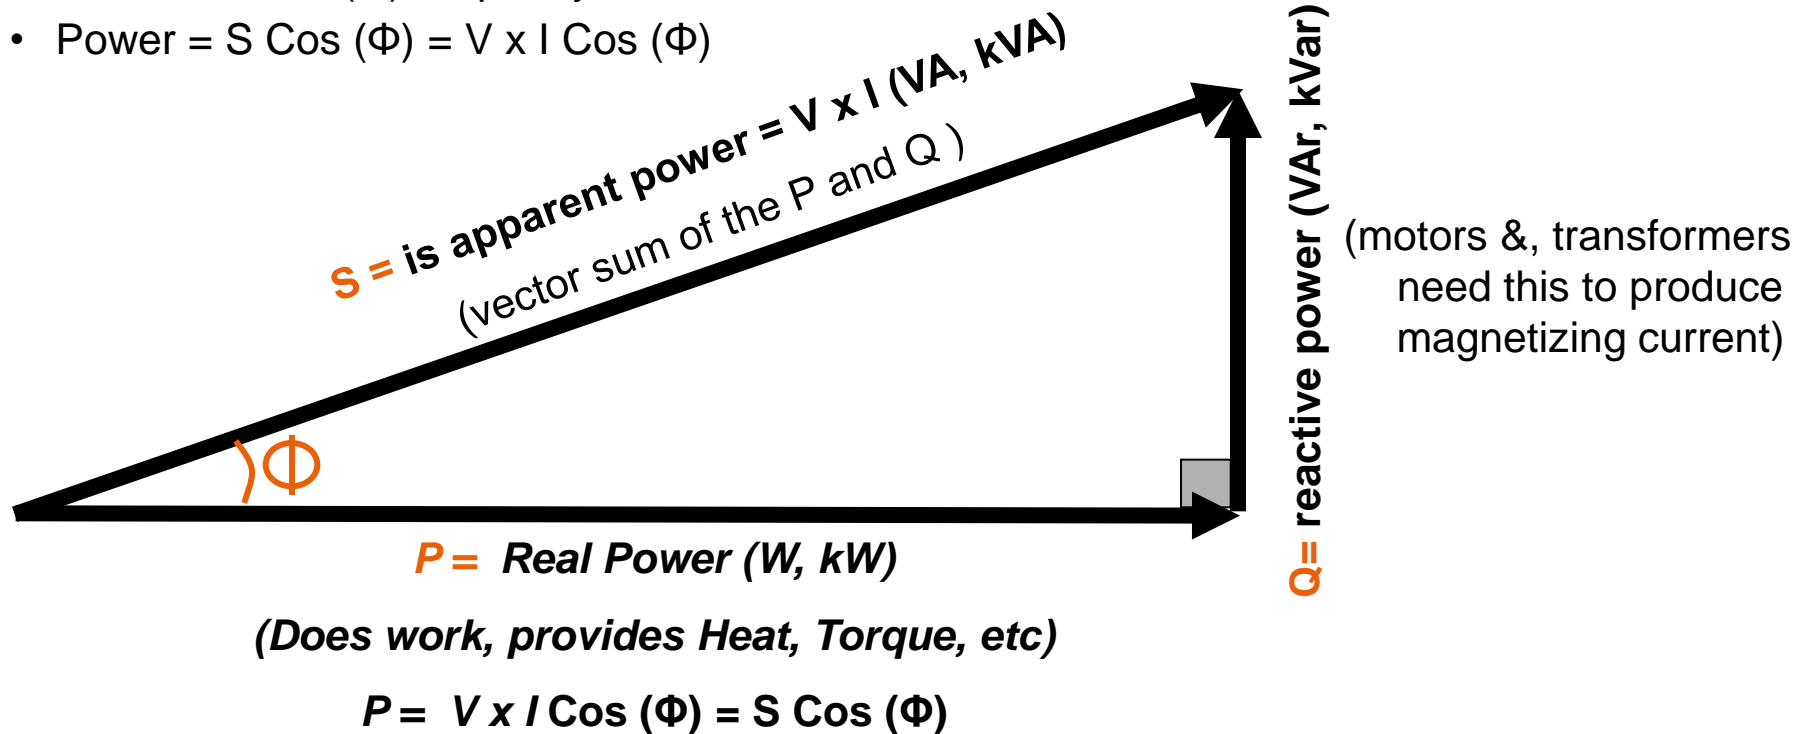 • Power = S Cos (Φ) = V x I Cos (Φ)
S = is apparent power = V x I (VA, kVA)
(vector sum of the P and Q )
Q= reactive power (VAr, kVar)
(motors &, transformers
need this to produce
magnetizing current)
Φ
P = Real Power (W, kW)
(Does work, provides Heat, Torque, etc)
P = V x I Cos (Φ) = S Cos (Φ)